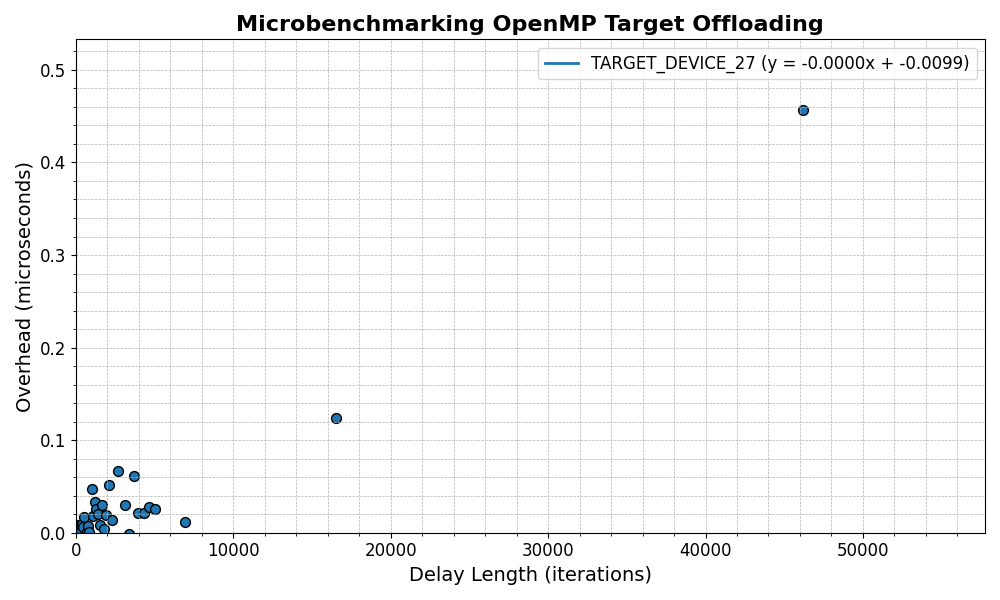 Microbenchmarking OpenMP Target Offloading
TARGET_DEVICE_27 (y = -0.0000x + -0.0099)
Overhead (microseconds)
0.5
0.4
0.3
0.2
0.1
0.0
0 10000 20000 30000 40000 50000
Delay Length (iterations)